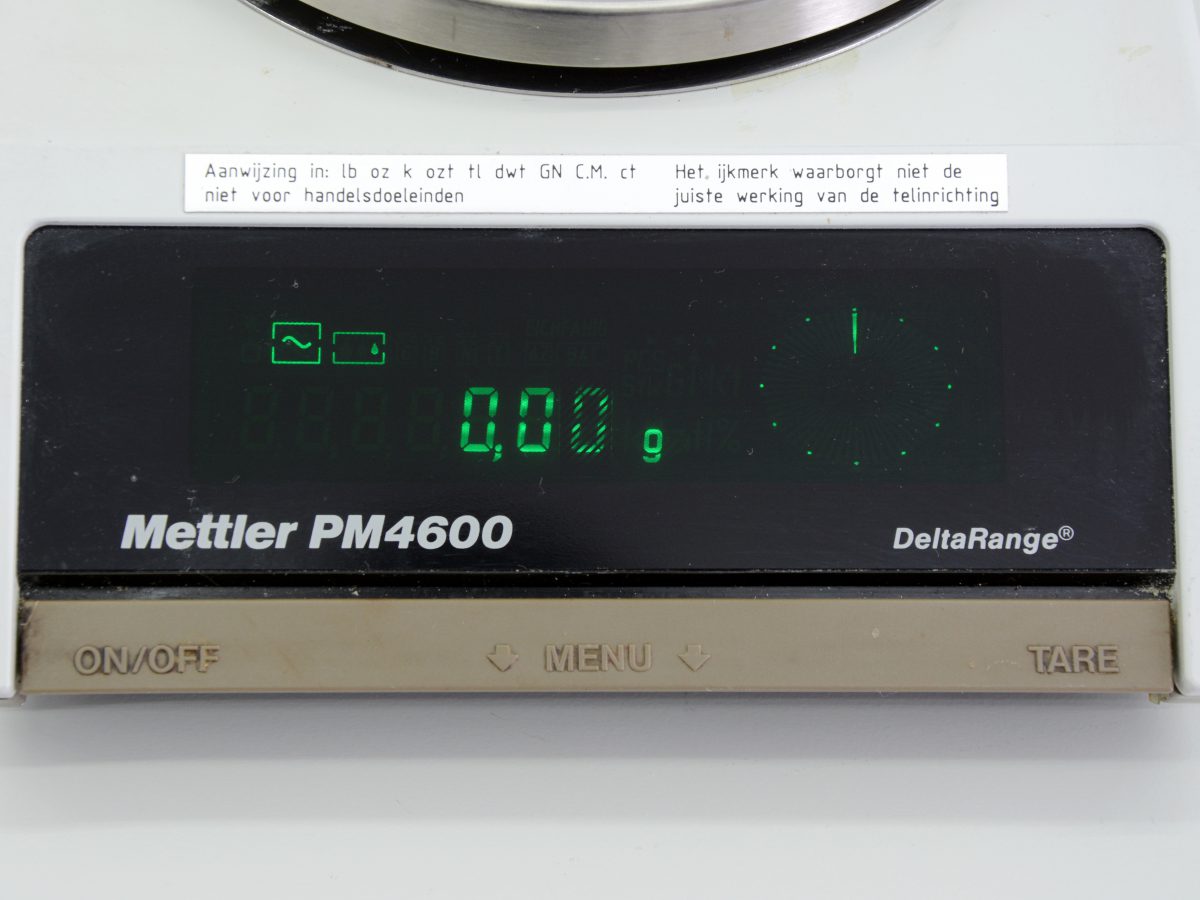 Aanwijzing in: lb oz k ozt tl dwt GN C.M. ct
niet voor handelsdoeleinden
Het ijkmerk waarborgt niet de
juiste werking van de telinrichting
0,00 g
Mettler PM4600
DeltaRange®
ON/OFF MENU TARE